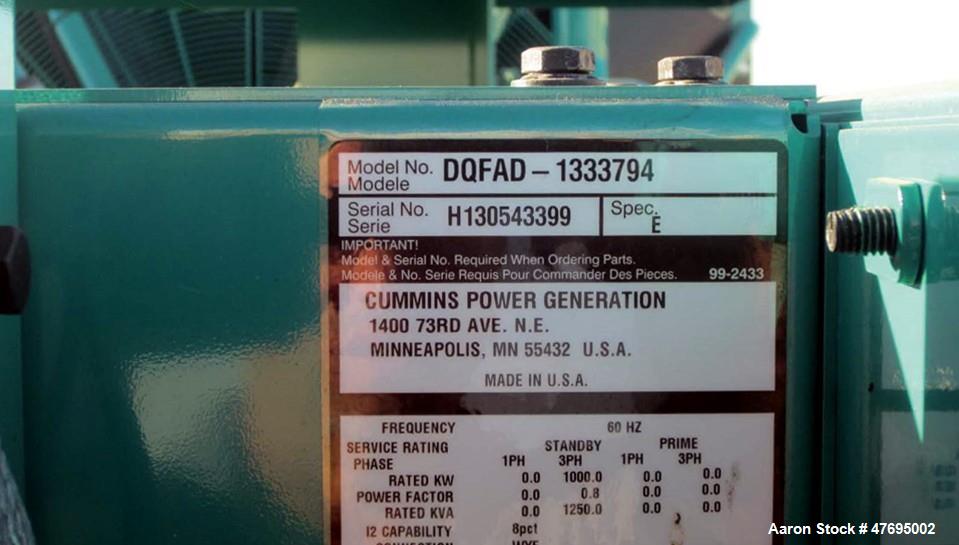 Model No. DQFAD – 1333794
Modele
Serial No. H130543399 Spec. E
Serie
IMPORTANT!
Model & Serial No. Required When Ordering Parts.
Modele & No. Serie Requis Pour Commander Des Pieces. 99-2433
CUMMINS POWER GENERATION
1400 73RD AVE. N.E.
MINNEAPOLIS, MN 55432 U.S.A.
MADE IN U.S.A.
FREQUENCY 60 HZ
SERVICE RATING STANDBY PRIME
PHASE 1PH 3PH 1PH 3PH
RATED KW 0.0 1000.0 0.0 0.0
POWER FACTOR 0.0 0.8 0.0 0.0
RATED KVA 0.0 1250.0 0.0 0.0
I2 CAPABILITY 8pct
Aaron Stock # 47695002